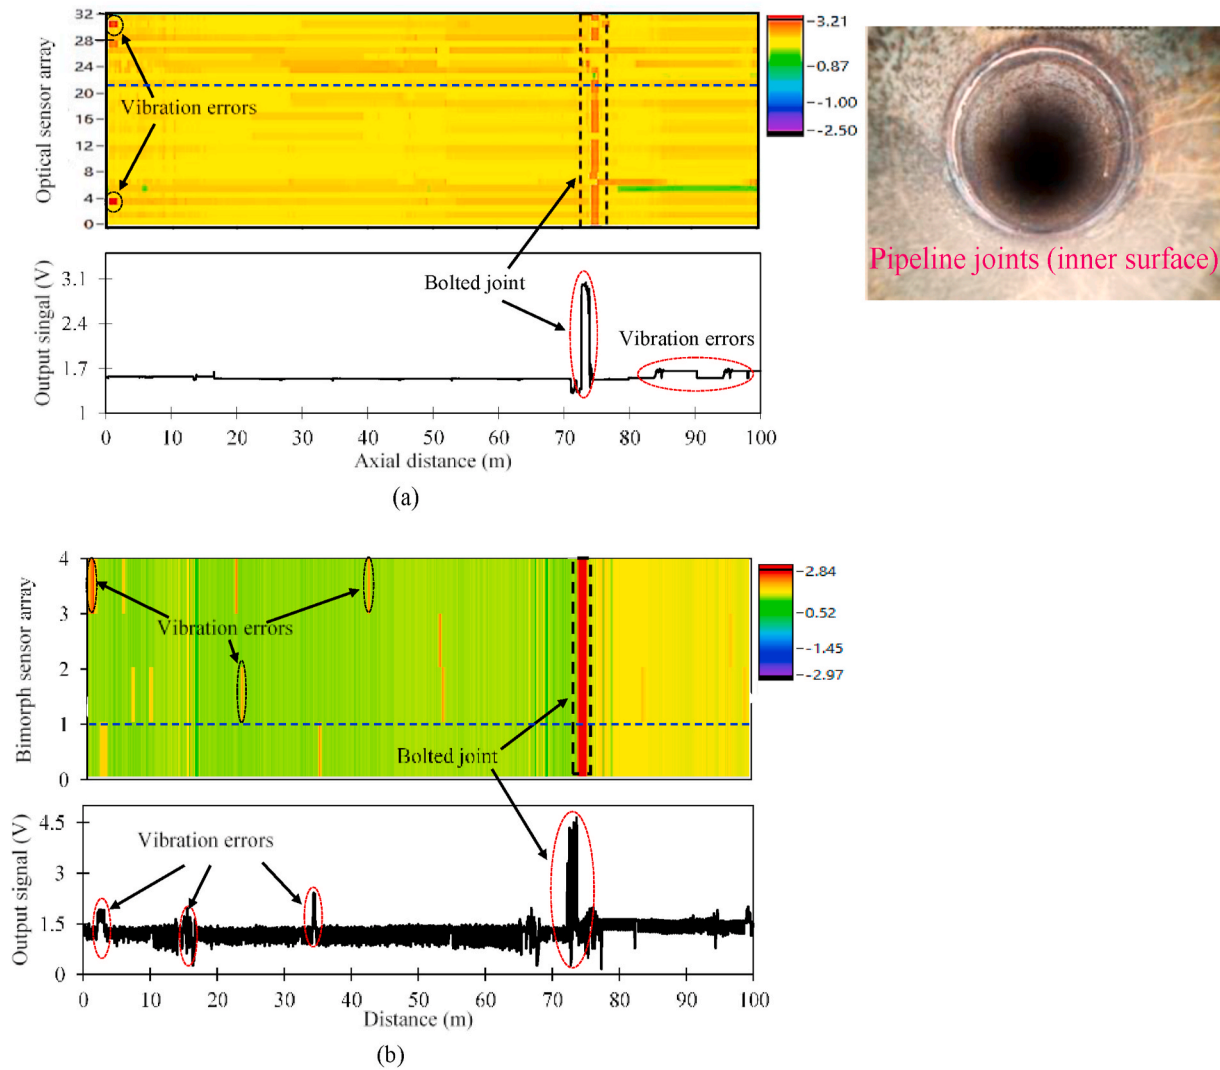 Optical sensor array
32
28
24
20
16
12
8
4
0
Vibration errors
3.21
0.87
-1.00
-2.50
Pipeline joints (inner surface)
Output singal (V)
3.1
2.4
1.7
1
Bolted joint
Vibration errors
0 10 20 30 40 50 60 70 80 90 100
Axial distance (m)
(a)
Bimorph sensor array
4
3
2
1
0
Vibration errors
Bolted joint
2.84
0.52
-1.45
-2.97
Output signal (V)
4.5
3
1.5
0
Vibration errors
0 10 20 30 40 50 60 70 80 90 100
Distance (m)
(b)